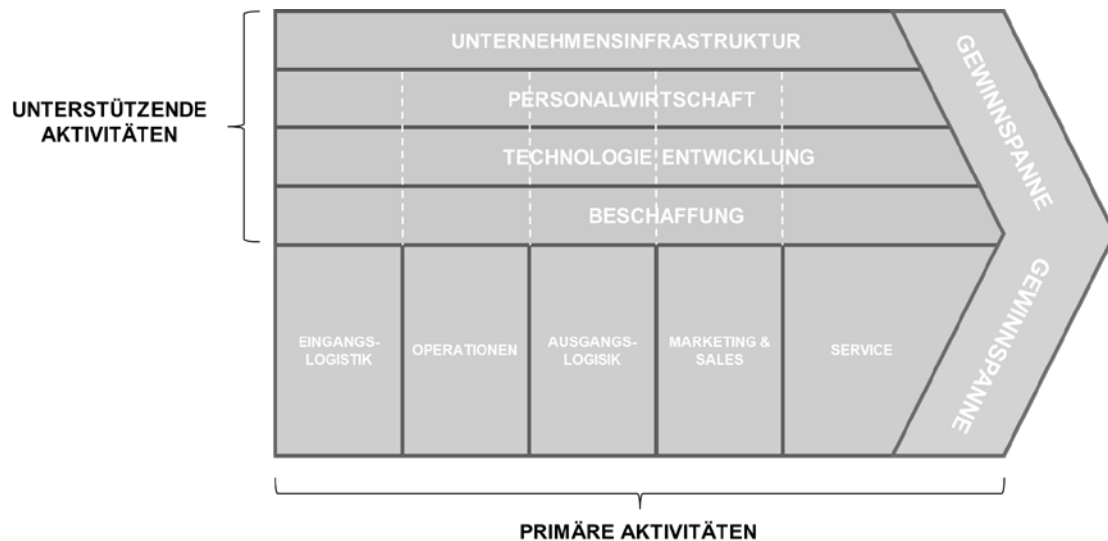 UNTERNEHMENSINFRASTRUKTUR
PERSONALWIRTSCHAFT
TECHNOLOGIE ENTWICKLUNG
BESCHAFFUNG
UNTERSTÜTZENDE
AKTIVITÄTEN
GEWINNSPANNE
GEWINNSPANNE
EINGANGS-
LOGISTIK
OPERATIONEN
AUSGANGS-
LOGISIK
MARKETING &
SALES
SERVICE
PRIMÄRE AKTIVITÄTEN